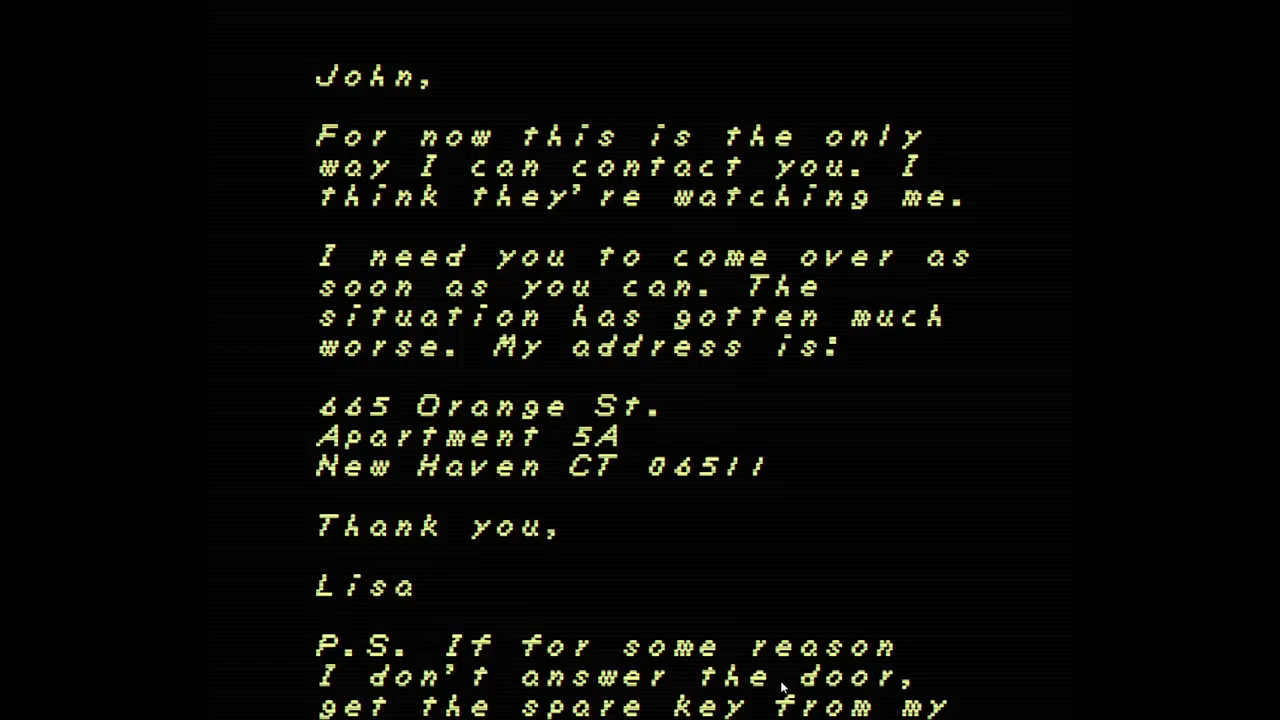 John,
For now this is the only
way I can contact you. I
think they're watching me.
I need you to come over as
soon as you can. The
situation has gotten much
worse. My address is:
665 Orange St.
Apartment 5A
New Haven CT 06511
Thank you,
Lisa
P.S. If for some reason
I don't answer the door,
get the spare key from my